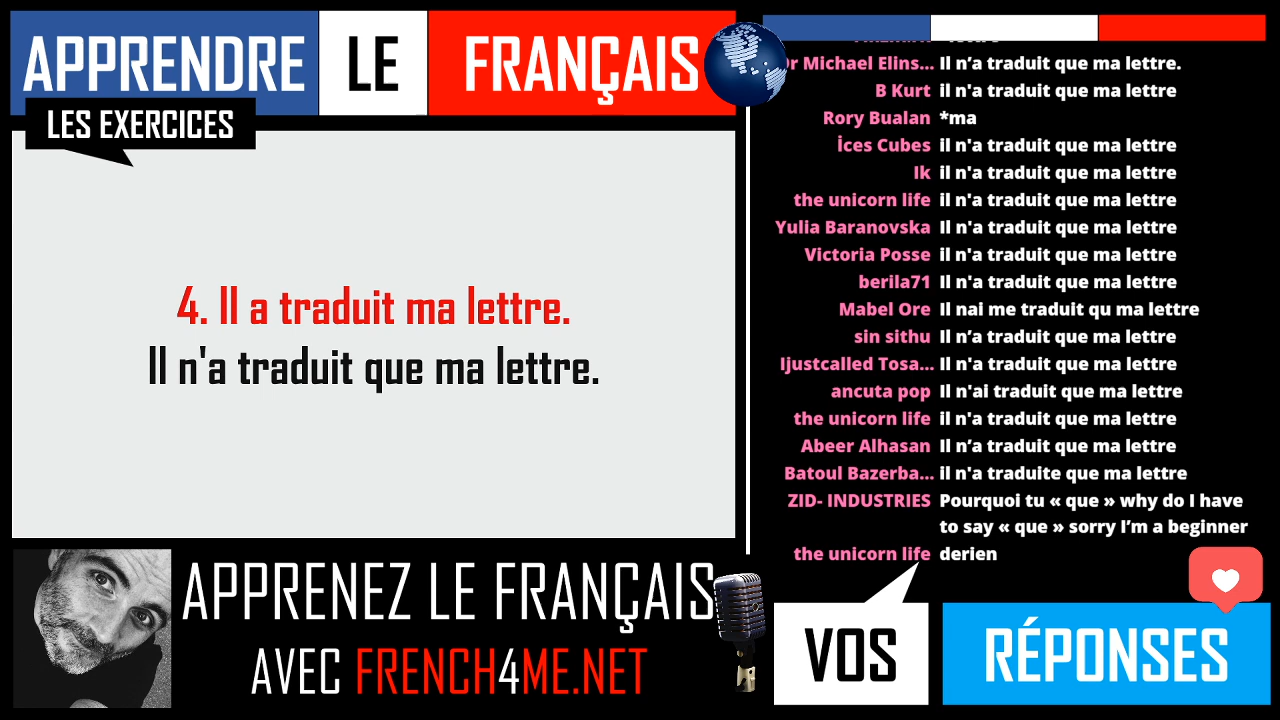 APPRENDRE LE FRANÇAIS
LES EXERCICES
4. Il a traduit ma lettre.
Il n'a traduit que ma lettre.
APPRENEZ LE FRANÇAIS
AVEC FRENCH4ME.NET
Dr Michael Elins... Il n’a traduit que ma lettre.
B Kurt il n'a traduit que ma lettre
Rory Bualan *ma
İces Cubes il n'a traduit que ma lettre
Ik il n'a traduit que ma lettre
the unicorn life il n'a traduit que ma lettre
Yulia Baranovska Il n'a traduit que ma lettre
Victoria Posse il n'a traduit que ma lettre
berila71 Il n'a traduit que ma lettre
Mabel Ore Il nai me traduit qu ma lettre
sin sithu Il n’a traduit que ma lettre
Ijustcalled Tosa... Il n'a traduit que ma lettre
ancuta pop Il n'ai traduit que ma lettre
the unicorn life il n'a traduit que ma lettre
Abeer Alhasan Il n’a traduit que ma lettre
Batoul Bazerba... il n'a traduite que ma lettre
ZID- INDUSTRIES Pourquoi tu « que » why do I have
to say « que » sorry I’m a beginner
the unicorn life derien
VOS RÉPONSES